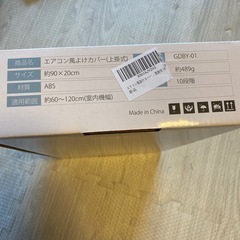 商品名 エアコン風よけカバー(上掛式) GDBY-01
サイズ 約90×20cm 約489g
材質 ABS 10段階
適用範囲 約60〜120cm(室内機幅)
Made in China